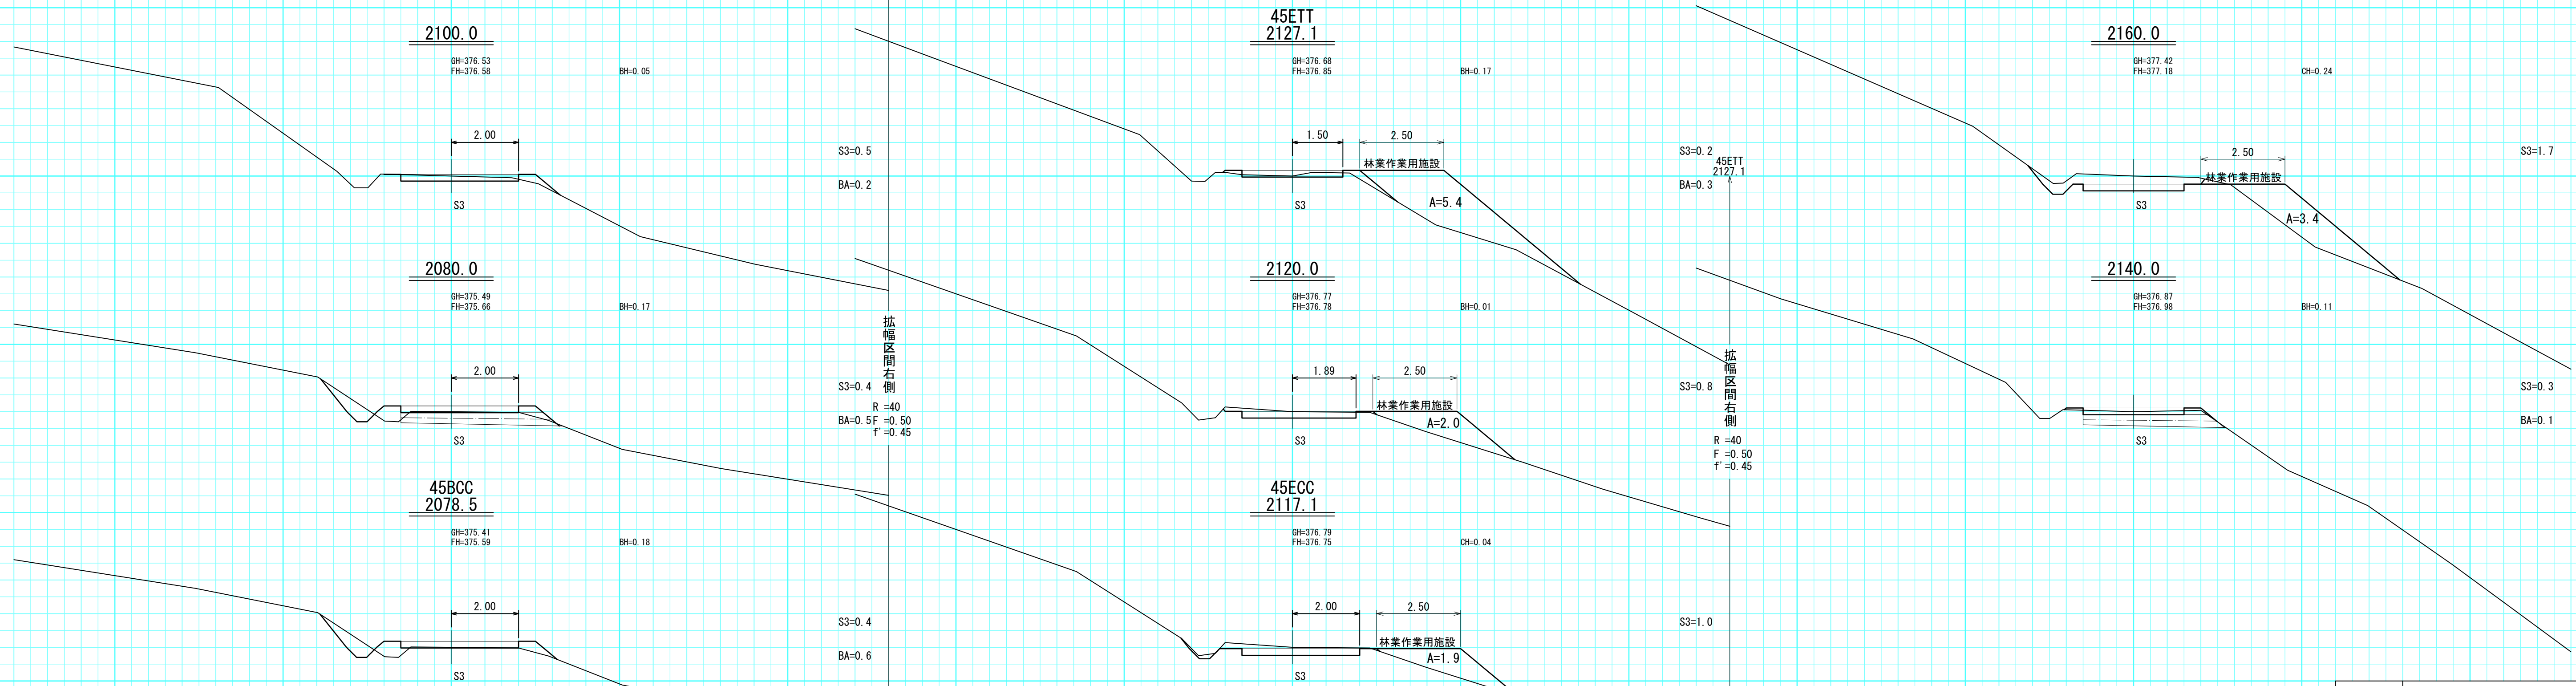 2100.0
GH=376.53
FH=376.58
BH=0.05
2.00
S3=0.5
BA=0.2
S3
2080.0
GH=375.49
FH=375.66
BH=0.17
2.00
S3=0.4
BA=0.5
S3
45BCC
2078.5
GH=375.41
FH=375.59
BH=0.18
2.00
S3=0.4
BA=0.6
S3
拡幅区間右側
R =40
F =0.50
f'=0.45
45ETT
2127.1
GH=376.68
FH=376.85
BH=0.17
1.50
2.50
林業作業用施設
A=5.4
S3=0.2
BA=0.3
S3
2120.0
GH=376.77
FH=376.78
BH=0.01
1.89
2.50
林業作業用施設
A=2.0
S3=0.8
S3
45ECC
2117.1
GH=376.79
FH=376.75
CH=0.04
2.00
2.50
林業作業用施設
A=1.9
S3=1.0
S3
45ETT
2127.1
拡幅区間右側
R =40
F =0.50
f'=0.45
2160.0
GH=377.42
FH=377.18
CH=0.24
2.50
林業作業用施設
A=3.4
S3=1.7
S3
2140.0
GH=376.87
FH=376.98
BH=0.11
S3=0.3
BA=0.1
S3